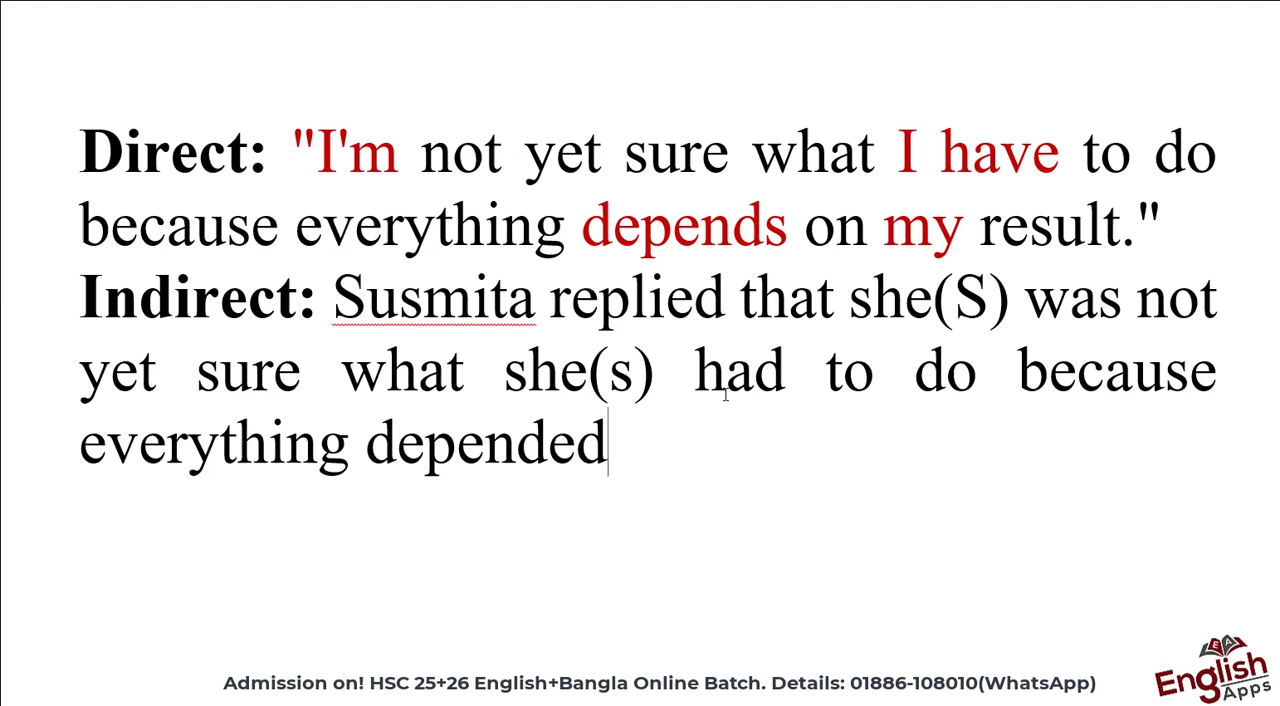 Direct: "I'm not yet sure what I have to do
because everything depends on my result."
Indirect: Susmita replied that she(S) was not
yet sure what she(s) had to do because
everything depended
Admission on! HSC 25+26 English+Bangla Online Batch. Details: 01886-108010(WhatsApp)
EA
English
Apps